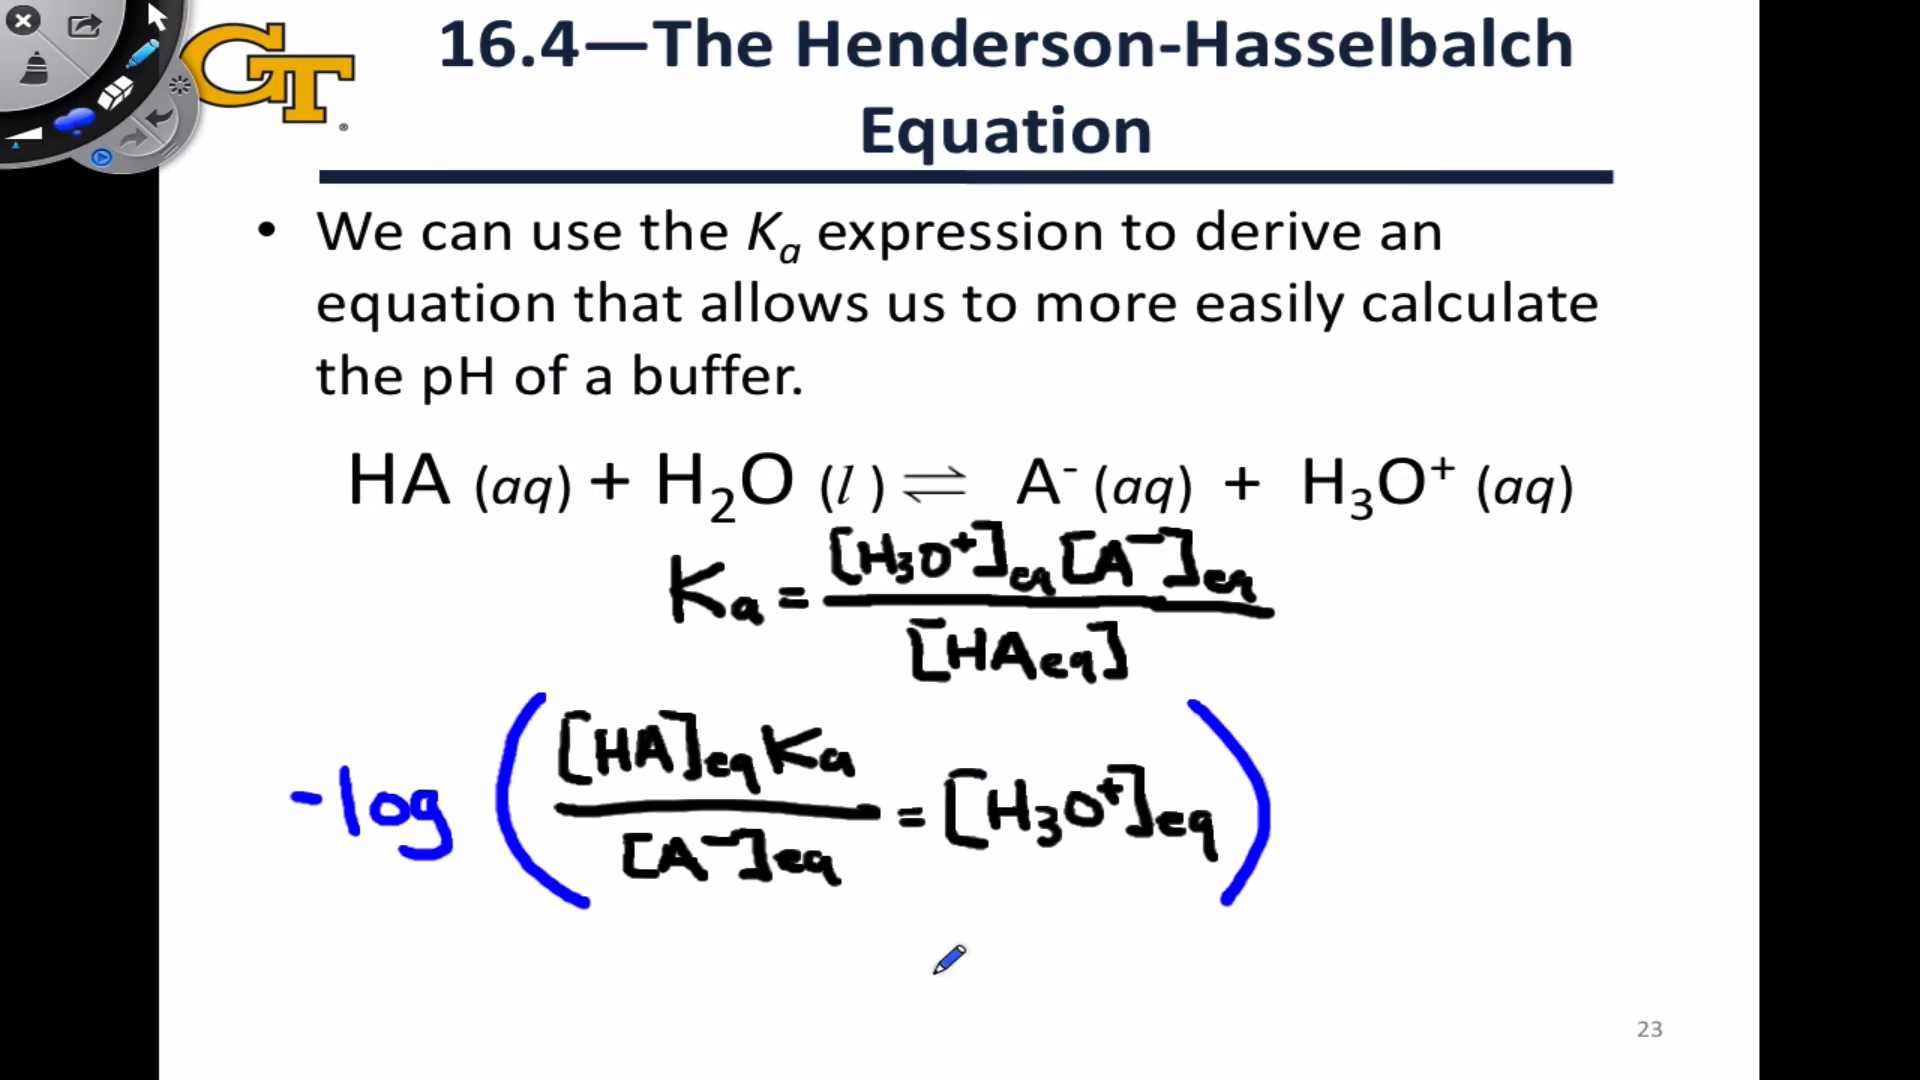 GT®
16.4—The Henderson-Hasselbalch
Equation
• We can use the Kₐ expression to derive an
equation that allows us to more easily calculate
the pH of a buffer.
HA (aq) + H₂O (l) ⇌ A⁻ (aq) + H₃O⁺ (aq)
Kₐ = [H₃O⁺]eq [A⁻]eq / [HAeq]
-log ( [HA]eq Kₐ / [A⁻]eq = [H₃O⁺]eq )
23